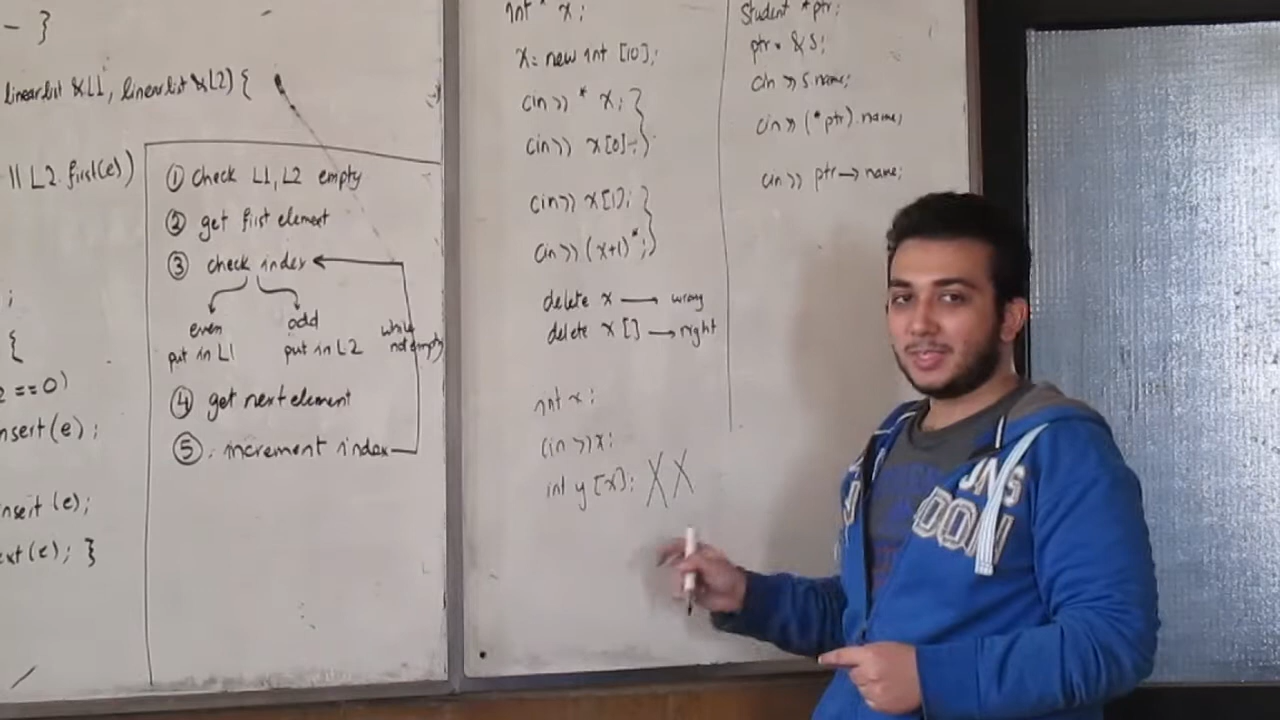 - }
linearlist &L1, linearlist &L2) {
|| L2.first(e))
;
{
== 0)
nsert(e);
nsert(e);
ext(e); }
① check L1, L2 empty
② get first element
③ check index
even
put in L1
odd
put in L2
while
not empty
④ get next element
⑤. increment index
int * x;
x = new int [10];
cin >> * x; }
cin >> x[0];
cin >> x[1]; }
cin >> (x+1)*;
delete x → wrong
delete x [] → right
int x;
cin >> x;
int y [x]; X X
Student *ptr;
ptr = &S;
cin >> S.name;
cin >> (*ptr).name;
cin >> ptr→name;
DON